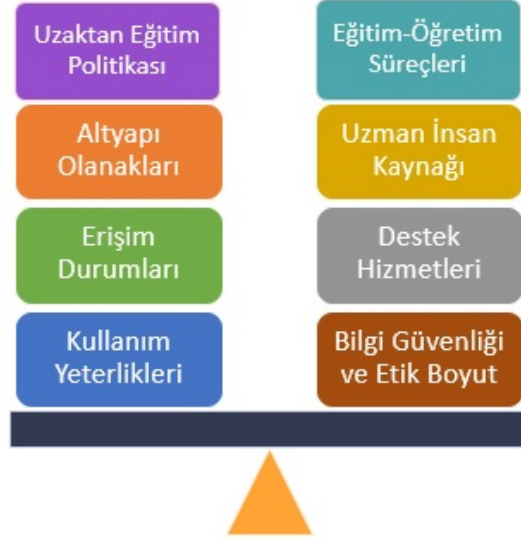 Uzaktan Eğitim
Politikası
Eğitim-Öğretim
Süreçleri
Altyapı
Olanakları
Uzman İnsan
Kaynağı
Erişim
Durumları
Destek
Hizmetleri
Kullanım
Yeterlikleri
Bilgi Güvenliği
ve Etik Boyut